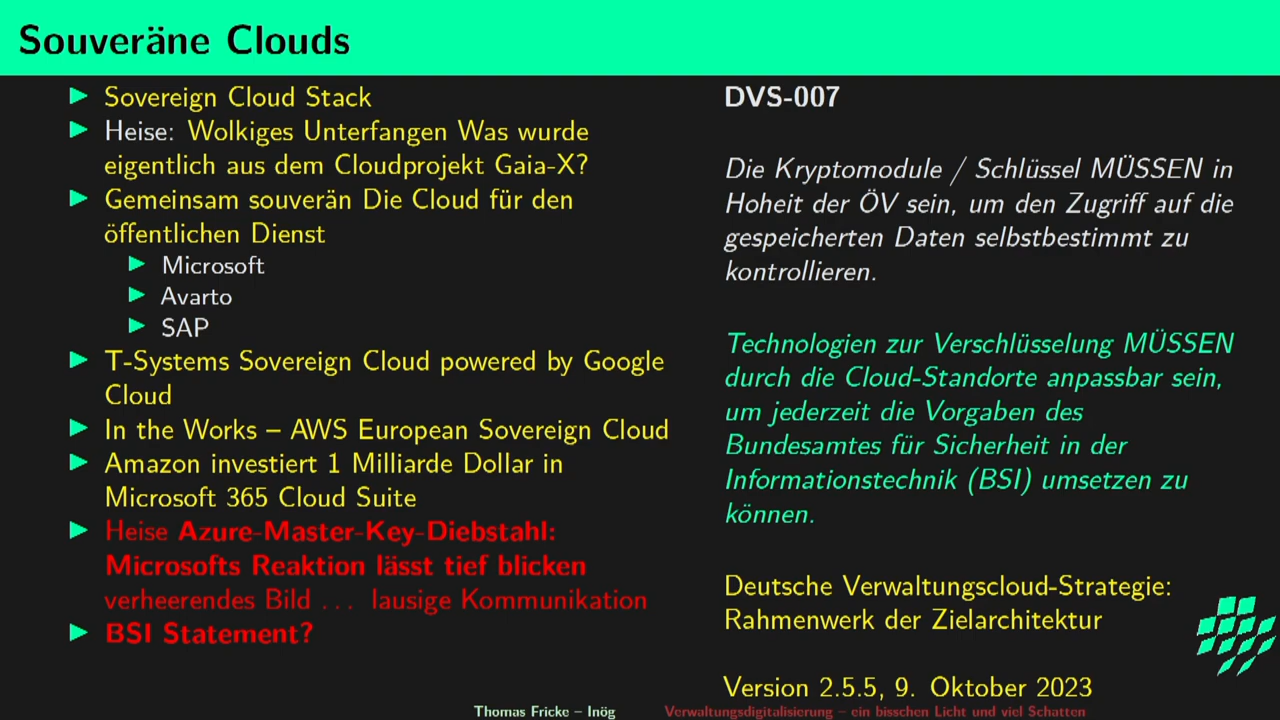 Souveräne Clouds
Sovereign Cloud Stack
Heise: Wolkiges Unterfangen Was wurde
eigentlich aus dem Cloudprojekt Gaia-X?
Gemeinsam souverän Die Cloud für den
öffentlichen Dienst
Microsoft
Avarto
SAP
T-Systems Sovereign Cloud powered by Google
Cloud
In the Works – AWS European Sovereign Cloud
Amazon investiert 1 Milliarde Dollar in
Microsoft 365 Cloud Suite
Heise Azure-Master-Key-Diebstahl:
Microsofts Reaktion lässt tief blicken
verheerendes Bild ... lausige Kommunikation
BSI Statement?
DVS-007
Die Kryptomodule / Schlüssel MÜSSEN in
Hoheit der ÖV sein, um den Zugriff auf die
gespeicherten Daten selbstbestimmt zu
kontrollieren.
Technologien zur Verschlüsselung MÜSSEN
durch die Cloud-Standorte anpassbar sein,
um jederzeit die Vorgaben des
Bundesamtes für Sicherheit in der
Informationstechnik (BSI) umsetzen zu
können.
Deutsche Verwaltungscloud-Strategie:
Rahmenwerk der Zielarchitektur
Version 2.5.5, 9. Oktober 2023
Thomas Fricke – Inög
Verwaltungsdigitalisierung – ein bisschen Licht und viel Schatten